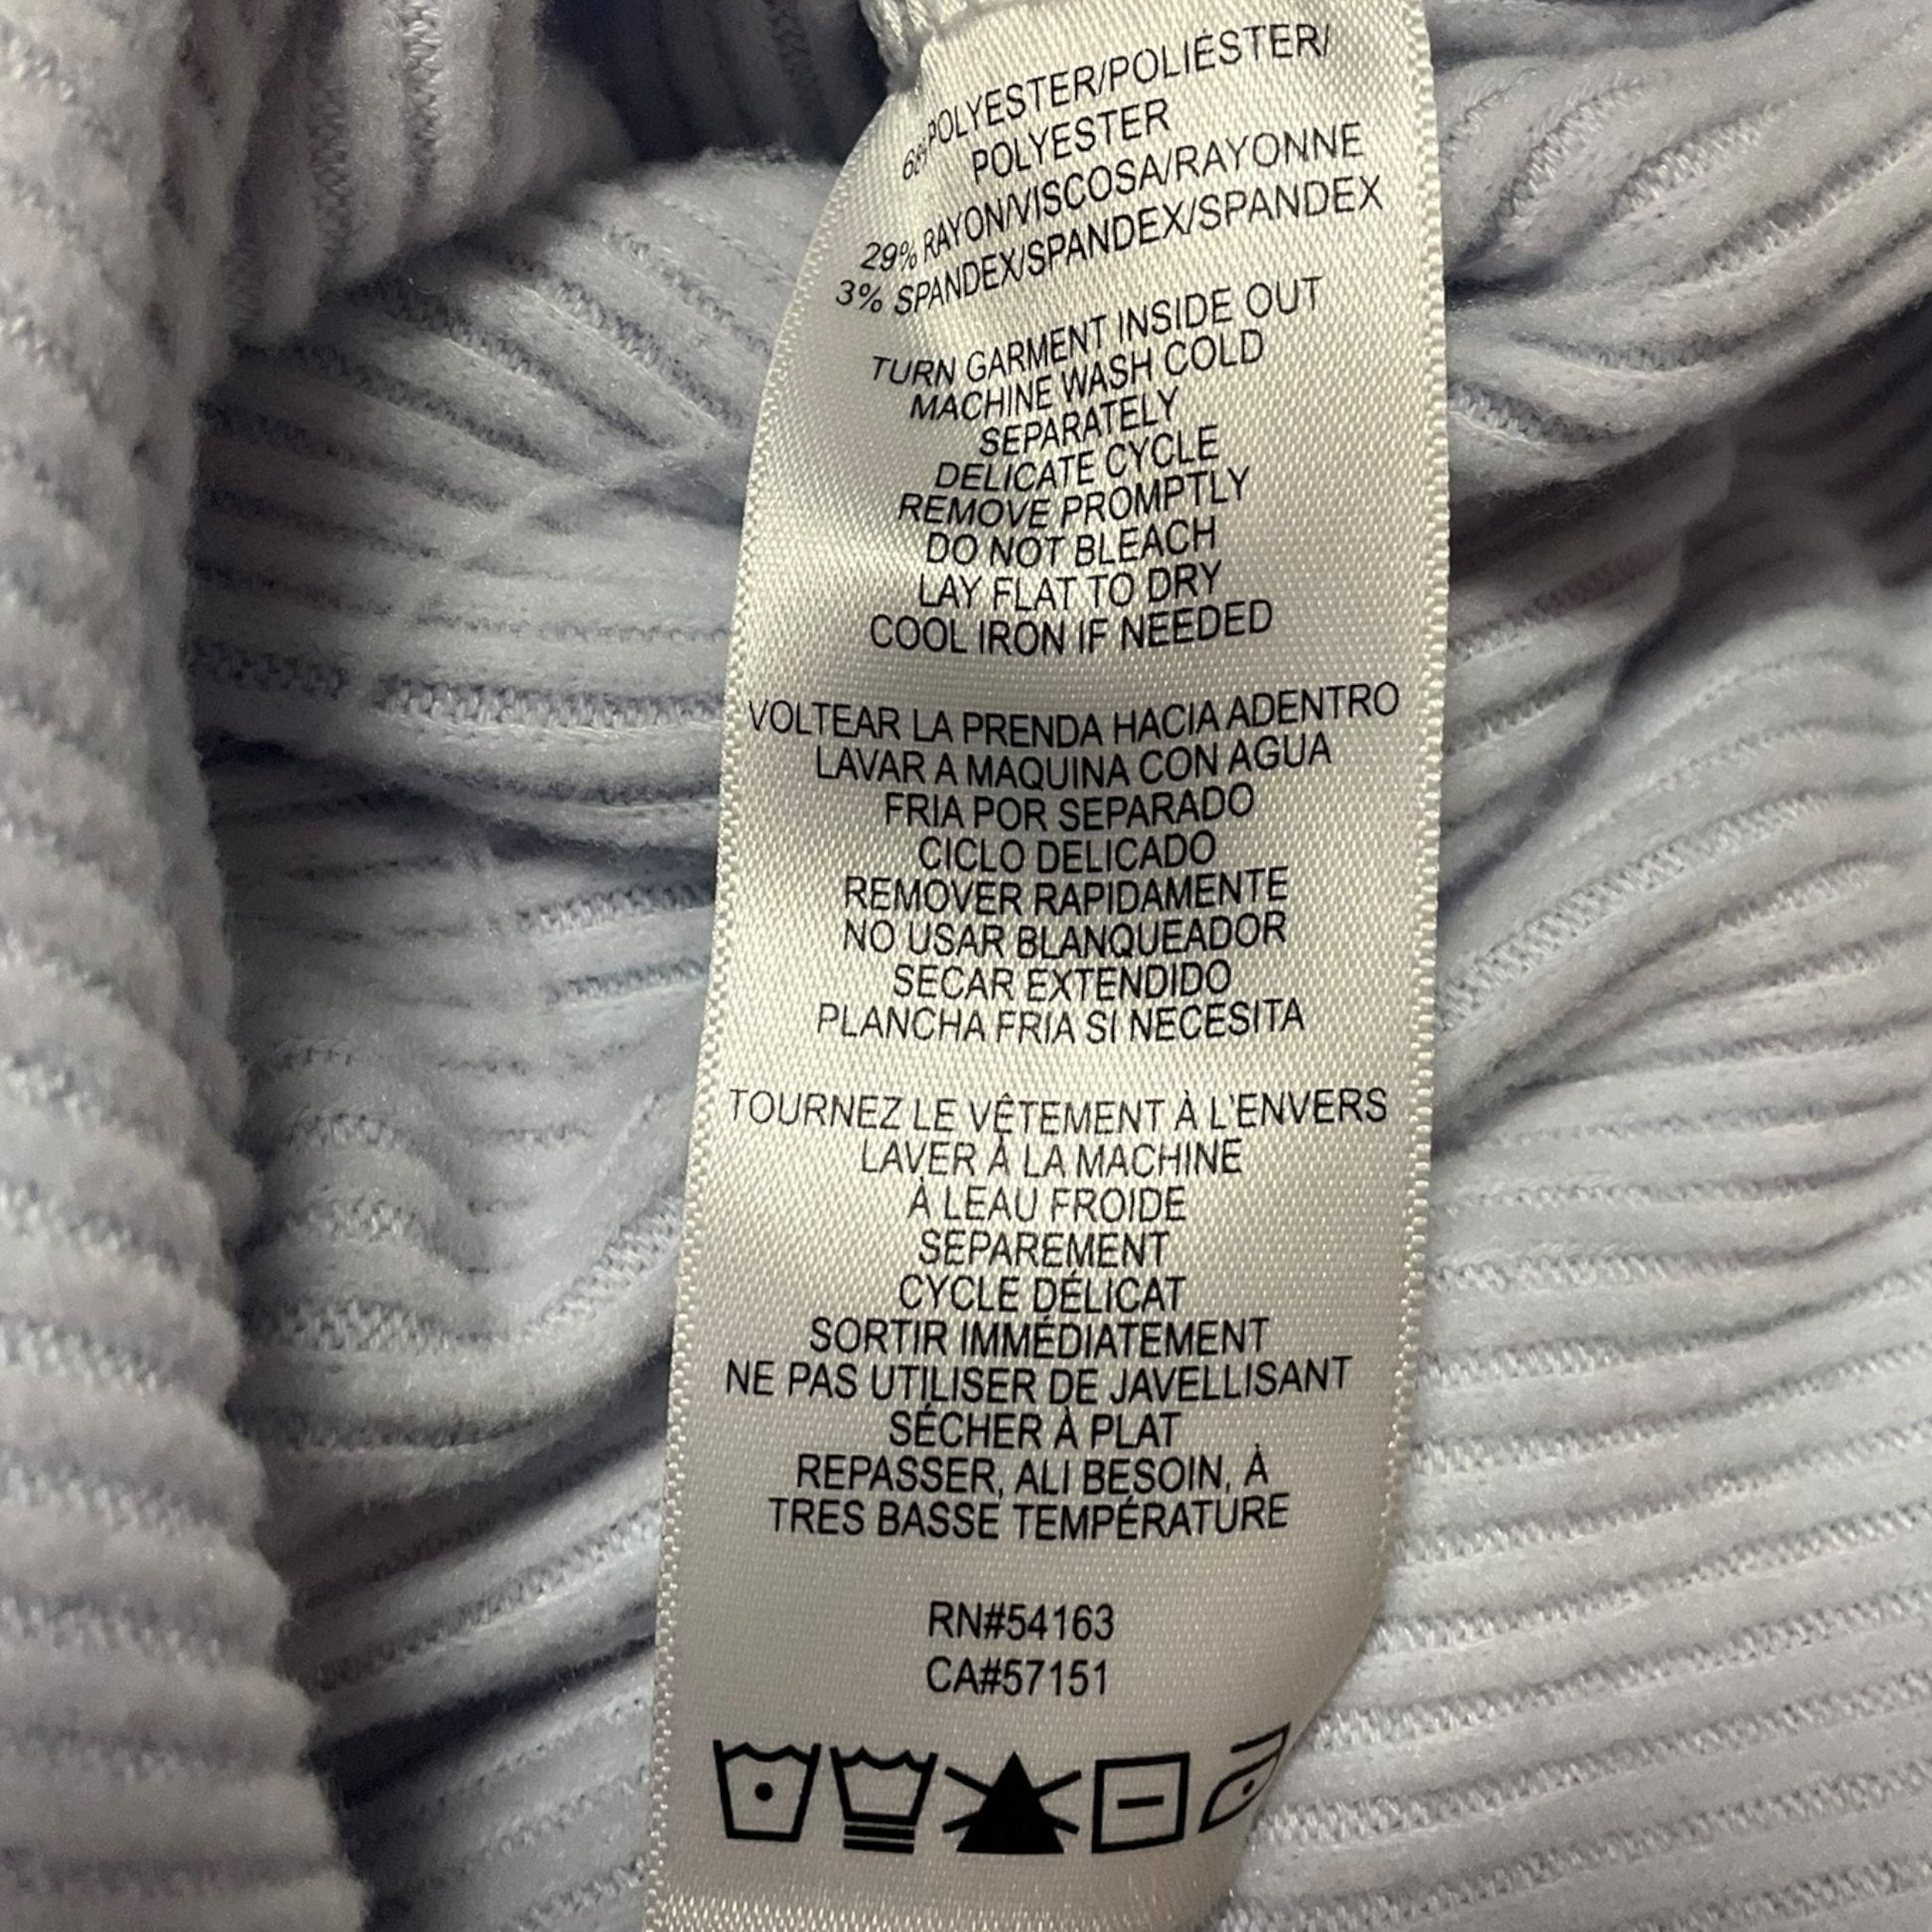 POLYESTER/POLIÉSTER/
POLYESTER
29% RAYON/VISCOSA/RAYONNE
3% SPANDEX/SPANDEX/SPANDEX
TURN GARMENT INSIDE OUT
MACHINE WASH COLD
SEPARATELY
DELICATE CYCLE
REMOVE PROMPTLY
DO NOT BLEACH
LAY FLAT TO DRY
COOL IRON IF NEEDED
VOLTEAR LA PRENDA HACIA ADENTRO
LAVAR A MAQUINA CON AGUA
FRIA POR SEPARADO
CICLO DELICADO
REMOVER RAPIDAMENTE
NO USAR BLANQUEADOR
SECAR EXTENDIDO
PLANCHA FRIA SI NECESITA
TOURNEZ LE VÊTEMENT À L'ENVERS
LAVER À LA MACHINE
À LEAU FROIDE
SEPAREMENT
CYCLE DÉLICAT
SORTIR IMMÉDIATEMENT
NE PAS UTILISER DE JAVELLISANT
SÉCHER À PLAT
REPASSER, ALI BESOIN, À
TRES BASSE TEMPÉRATURE
RN#54163
CA#57151